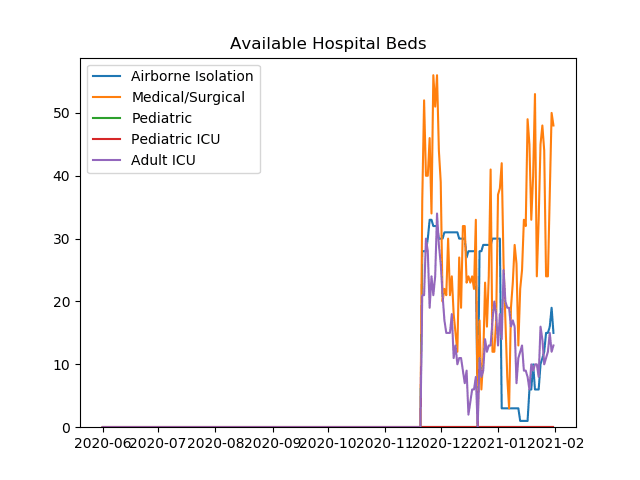 Available Hospital Beds
Airborne Isolation
Medical/Surgical
Pediatric
Pediatric ICU
Adult ICU
50
40
30
20
10
0
2020-06 2020-07 2020-08 2020-09 2020-10 2020-11 2020-12 2021-01 2021-02